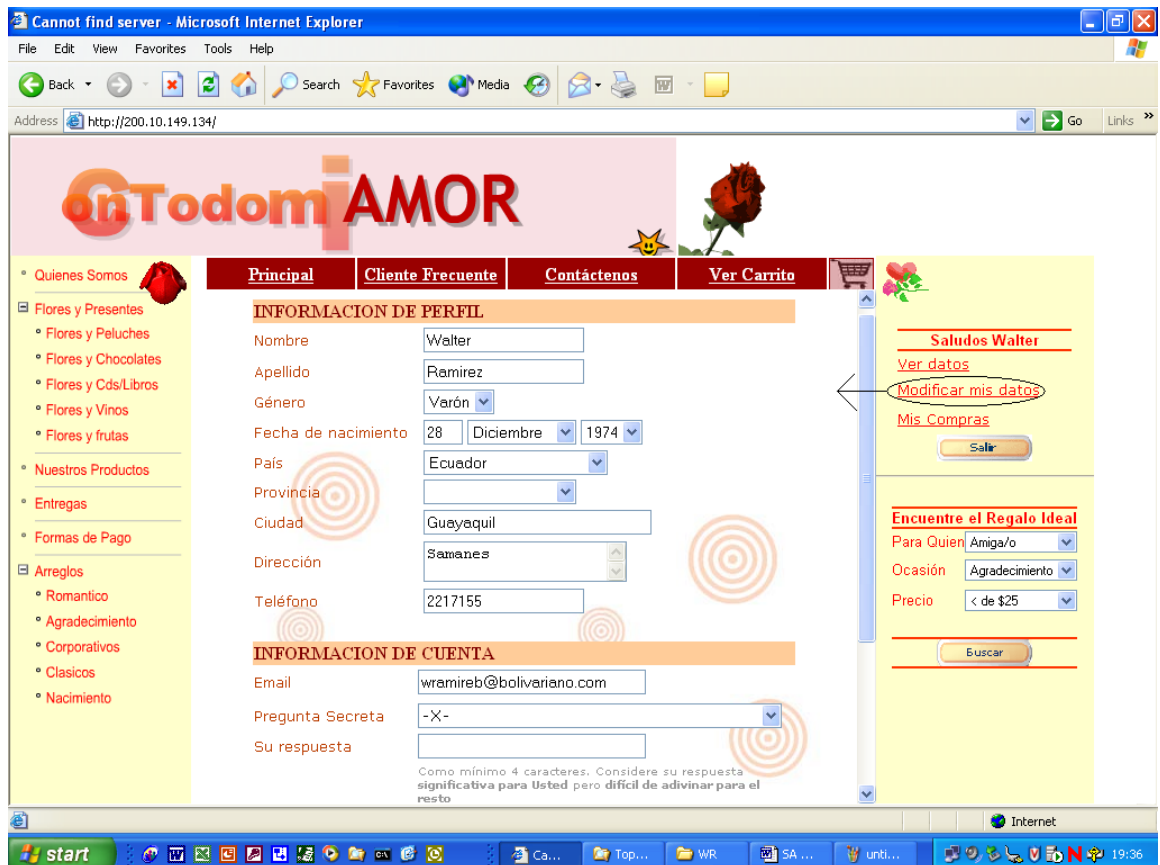 Cannot find server - Microsoft Internet Explorer
File Edit View Favorites Tools Help
Back Search Favorites Media
Address http://200.10.149.134/ Go Links »
onTodomiAMOR
Principal Cliente Frecuente Contáctenos Ver Carrito
Quienes Somos
Flores y Presentes
Flores y Peluches
Flores y Chocolates
Flores y Cds/Libros
Flores y Vinos
Flores y frutas
Nuestros Productos
Entregas
Formas de Pago
Arreglos
Romantico
Agradecimiento
Corporativos
Clasicos
Nacimiento
INFORMACION DE PERFIL
Nombre Walter
Apellido Ramirez
Género Varón
Fecha de nacimiento 28 Diciembre 1974
País Ecuador
Provincia
Ciudad Guayaquil
Dirección Samanes
Teléfono 2217155
INFORMACION DE CUENTA
Email wramireb@bolivariano.com
Pregunta Secreta -X-
Su respuesta
Como mínimo 4 caracteres. Considere su respuesta
significativa para Usted pero difícil de adivinar para el
resto
Saludos Walter
Ver datos
Modificar mis datos
Mis Compras
Salir
Encuentre el Regalo Ideal
Para Quien Amiga/o
Ocasión Agradecimiento
Precio < de $25
Buscar
Internet
start Ca... Top... WR SA ... unti... 19:36